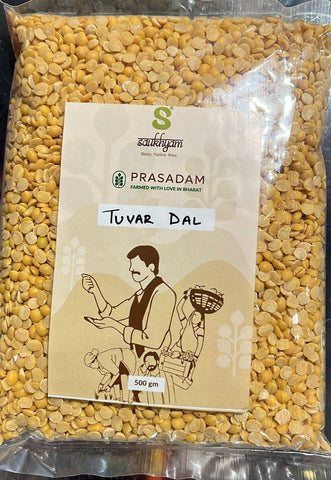 saukhyam
Basic. Native. Raw.
PRASADAM
FARMED WITH LOVE IN BHARAT
TUVAR DAL
500 gm